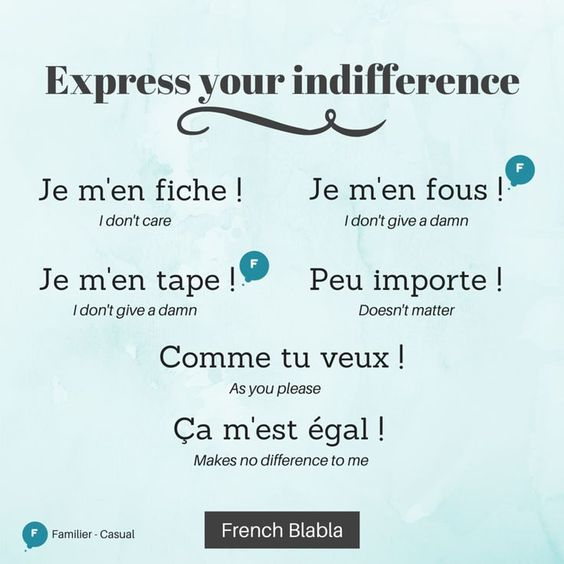 Express your indifference
Je m'en fiche !
I don't care
Je m'en fous !
F
I don't give a damn
Je m'en tape !
F
I don't give a damn
Peu importe !
Doesn't matter
Comme tu veux !
As you please
Ça m'est égal !
Makes no difference to me
F Familier - Casual
French Blabla